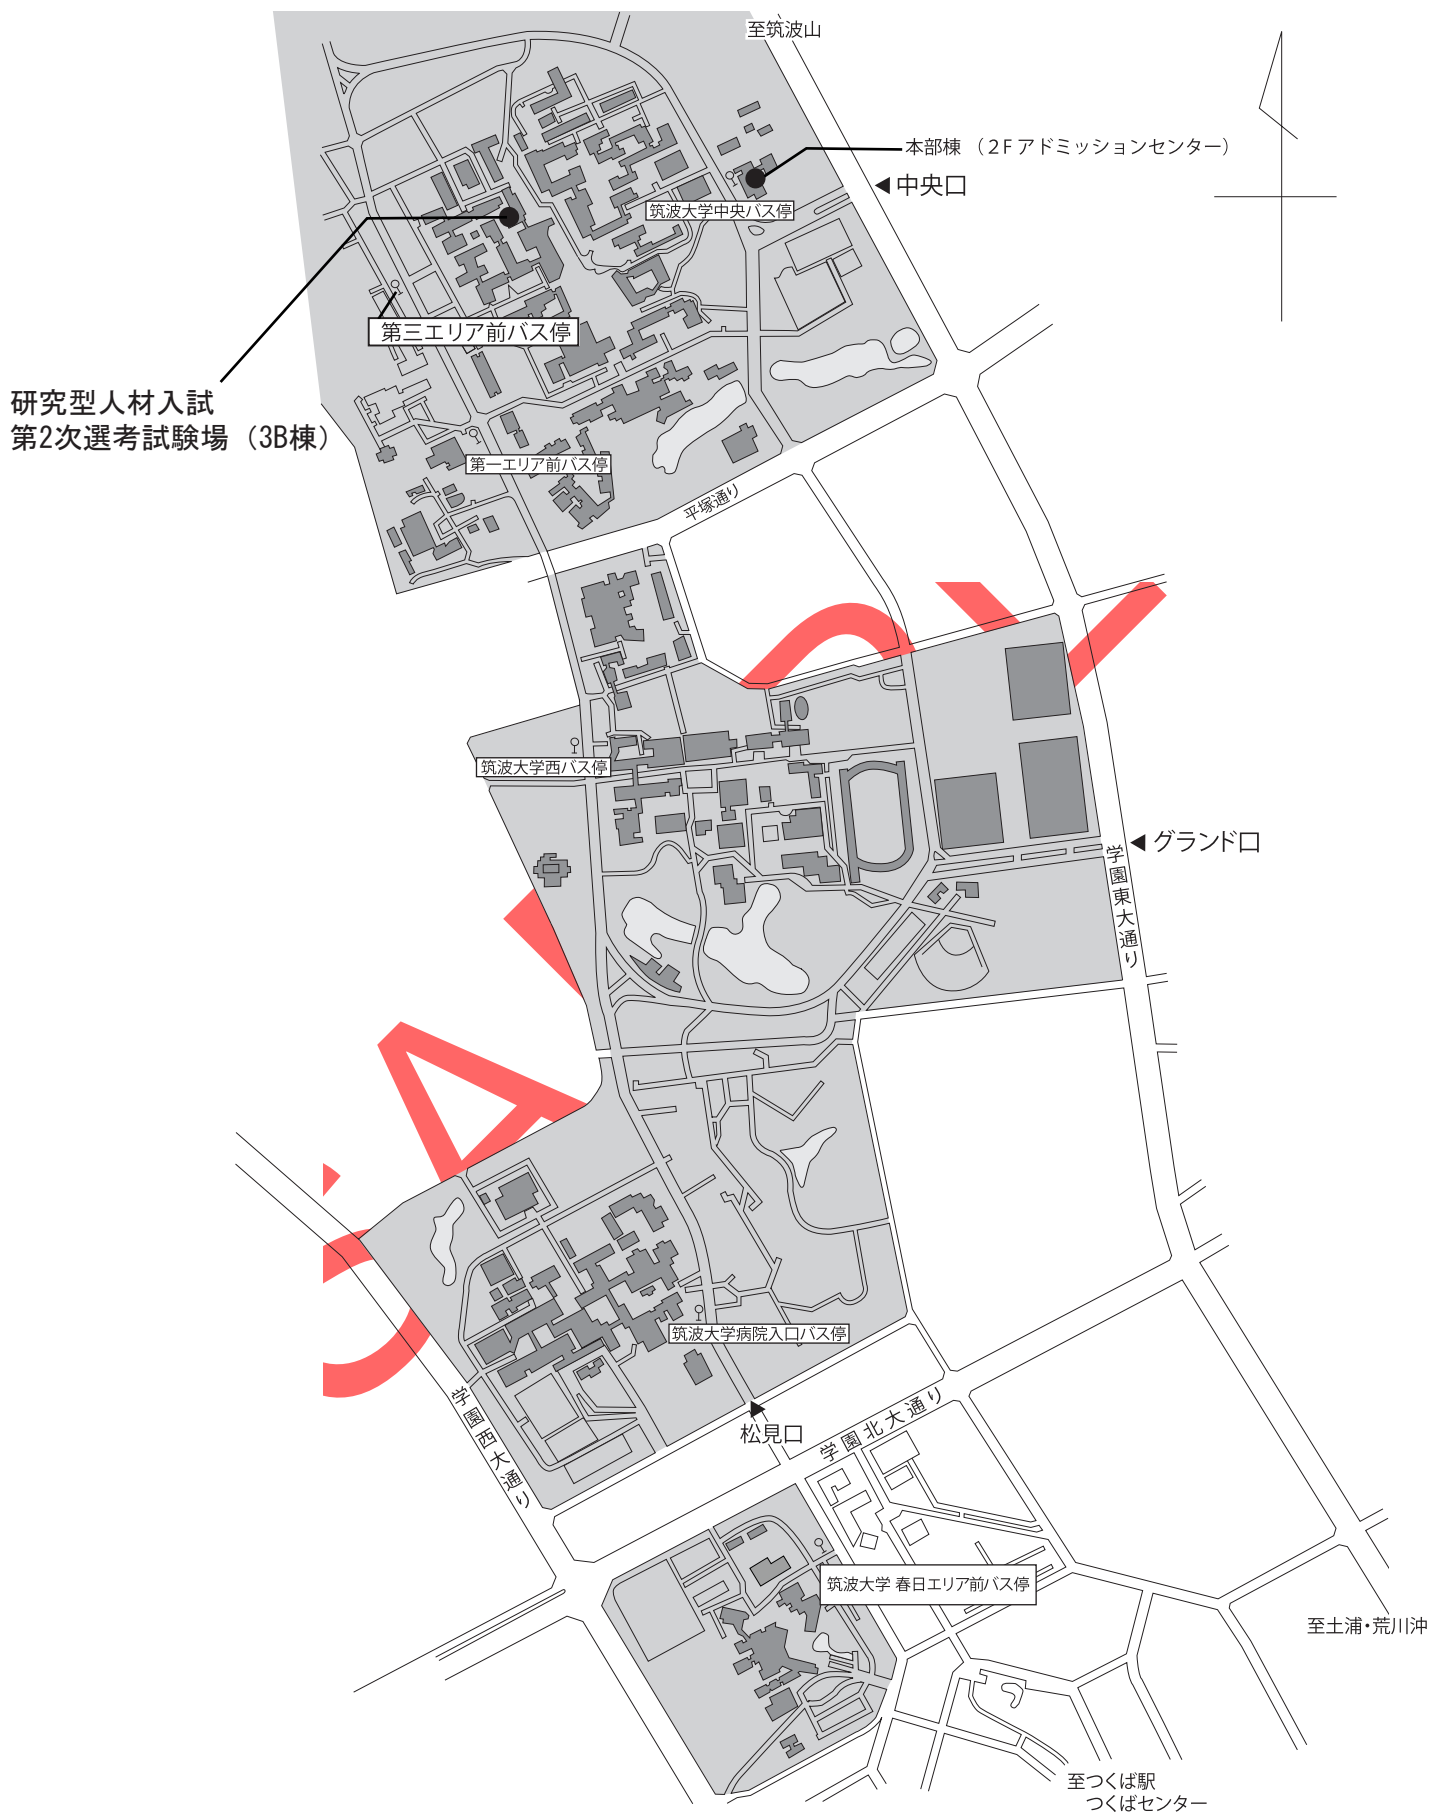 至筑波山
本部棟 （２Ｆアドミッションセンター）
中央口
筑波大学中央バス停
第三エリア前バス停
研究型人材入試
第2次選考試験場（3B棟）
第一エリア前バス停
平塚通り
筑波大学西バス停
グランド口
学園東大通り
筑波大学病院入口バス停
松見口
学園北大通り
学園西大通り
筑波大学 春日エリア前バス停
至土浦・荒川沖
至つくば駅
つくばセンター